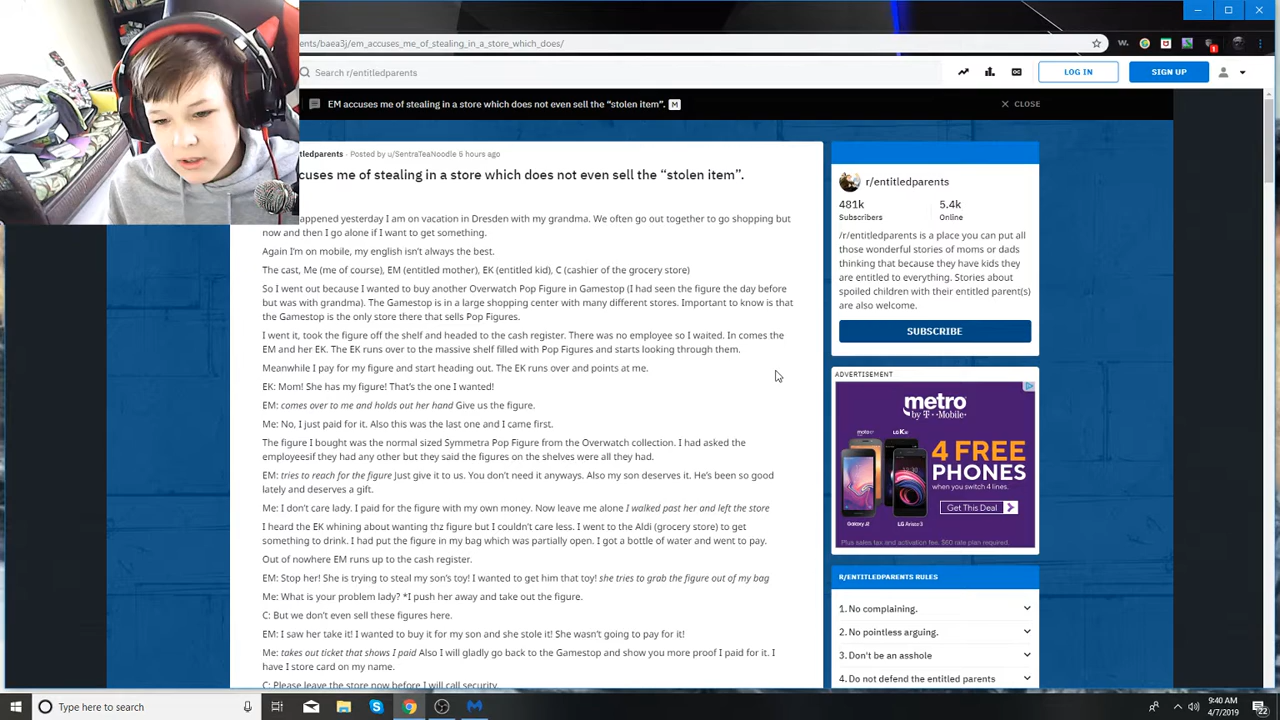 ents/baea3j/em_accuses_me_of_stealing_in_a_store_which_does/
Search r/entitledparents
LOG IN
SIGN UP
EM accuses me of stealing in a store which does not even sell the “stolen item”. M
CLOSE
titledparents · Posted by u/SentraTeaNoodle 6 hours ago
cuses me of stealing in a store which does not even sell the “stolen item”.
appened yesterday I am on vacation in Dresden with my grandma. We often go out together to go shopping but
now and then I go alone if I want to get something.
Again I'm on mobile, my english isn't always the best.
The cast, Me (me of course), EM (entitled mother), EK (entitled kid), C (cashier of the grocery store)
So I went out because I wanted to buy another Overwatch Pop Figure in Gamestop (I had seen the figure the day before
but was with grandma). The Gamestop is in a large shopping center with many different stores. Important to know is that
the Gamestop is the only store there that sells Pop Figures.
I went it, took the figure off the shelf and headed to the cash register. There was no employee so I waited. In comes the
EM and her EK. The EK runs over to the massive shelf filled with Pop Figures and starts looking through them.
Meanwhile I pay for my figure and start heading out. The EK runs over and points at me.
EK: Mom! She has my figure! That's the one I wanted!
EM: comes over to me and holds out her hand Give us the figure.
Me: No, I just paid for it. Also this was the last one and I came first.
The figure I bought was the normal sized Symmetra Pop Figure from the Overwatch collection. I had asked the
employeesif they had any other but they said the figures on the shelves were all they had.
EM: tries to reach for the figure Just give it to us. You don't need it anyways. Also my son deserves it. He's been so good
lately and deserves a gift.
Me: I don't care lady. I paid for the figure with my own money. Now leave me alone I walked past her and left the store
I heard the EK whining about wanting thz figure but I couldn't care less. I went to the Aldi (grocery store) to get
something to drink. I had put the figure in my bag which was partially open. I got a bottle of water and went to pay.
Out of nowhere EM runs up to the cash register.
EM: Stop her! She is trying to steal my son's toy! I wanted to get him that toy! she tries to grab the figure out of my bag
Me: What is your problem lady? *I push her away and take out the figure.
C: But we don't even sell these figures here.
EM: I saw her take it! I wanted to buy it for my son and she stole it! She wasn't going to pay for it!
Me: takes out ticket that shows I paid Also I will gladly go back to the Gamestop and show you more proof I paid for it. I
have I store card on my name.
C: Please leave the store now before I will call security.
r/entitledparents
481k
5.4k
Subscribers
Online
/r/entitledparents is a place you can put all
those wonderful stories of moms or dads
thinking that because they have kids they
are entitled to everything. Stories about
spoiled children with their entitled parent(s)
are also welcome.
SUBSCRIBE
ADVERTISEMENT
metro
by T-Mobile
4 FREE
PHONES
when you switch 4 lines.
Get This Deal
Plus sales tax and activation fee. $60 rate plan required.
R/ENTITLEDPARENTS RULES
1. No complaining.
2. No pointless arguing.
3. Don't be an asshole
4. Do not defend the entitled parents
Type here to search
9:40 AM
4/7/2019
22